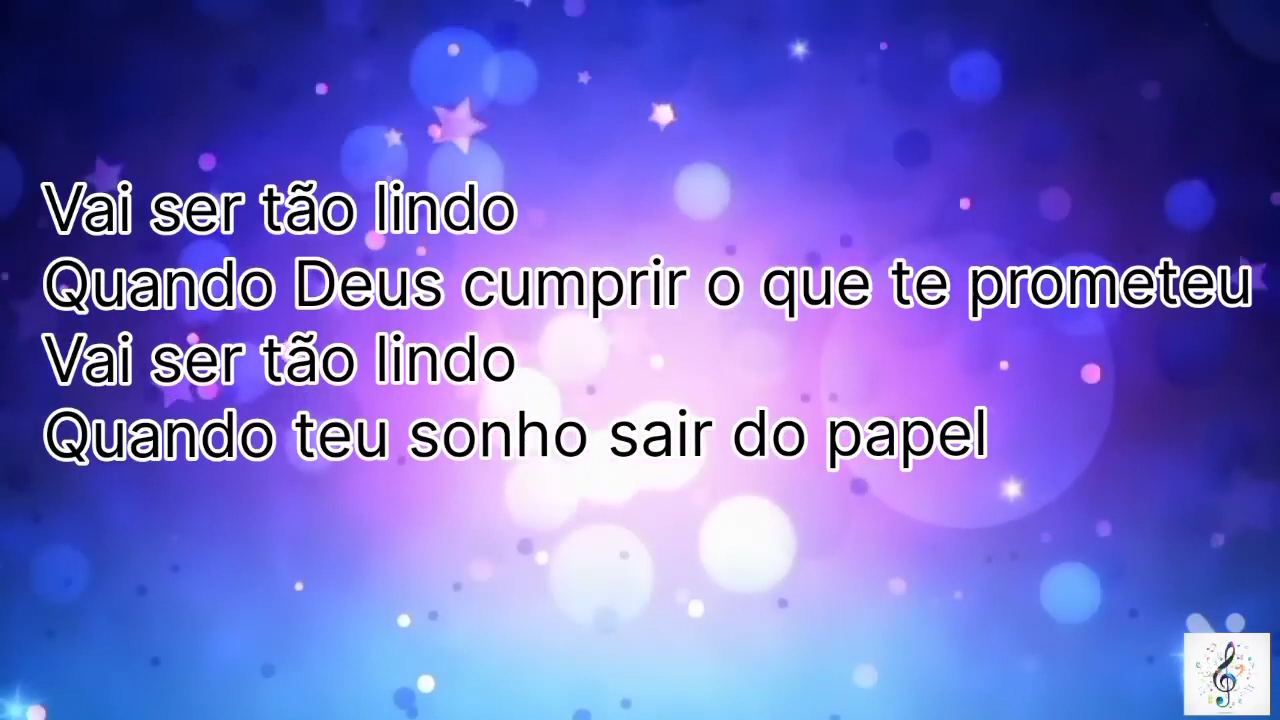 Vai ser tão lindo
Quando Deus cumprir o que te prometeu
Vai ser tão lindo
Quando teu sonho sair do papel